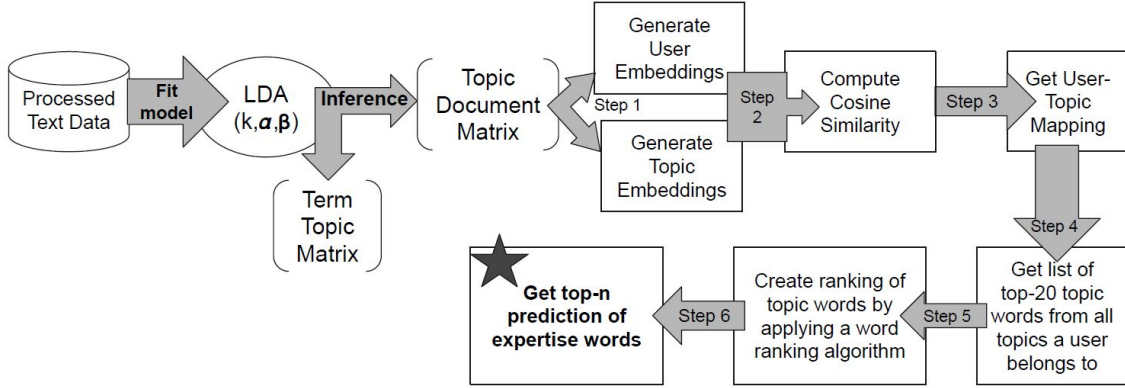 Processed
Text Data
Fit
model
LDA
(k,α,β)
Inference
Term
Topic
Matrix
Topic
Document
Matrix
Step 1
Generate
User
Embeddings
Generate
Topic
Embeddings
Step
2
Compute
Cosine
Similarity
Step 3
Get User-
Topic
Mapping
Step 4
Get list of
top-20 topic
words from all
topics a user
belongs to
Step 5
Create ranking of
topic words by
applying a word
ranking algorithm
Step 6
Get top-n
prediction of
expertise words